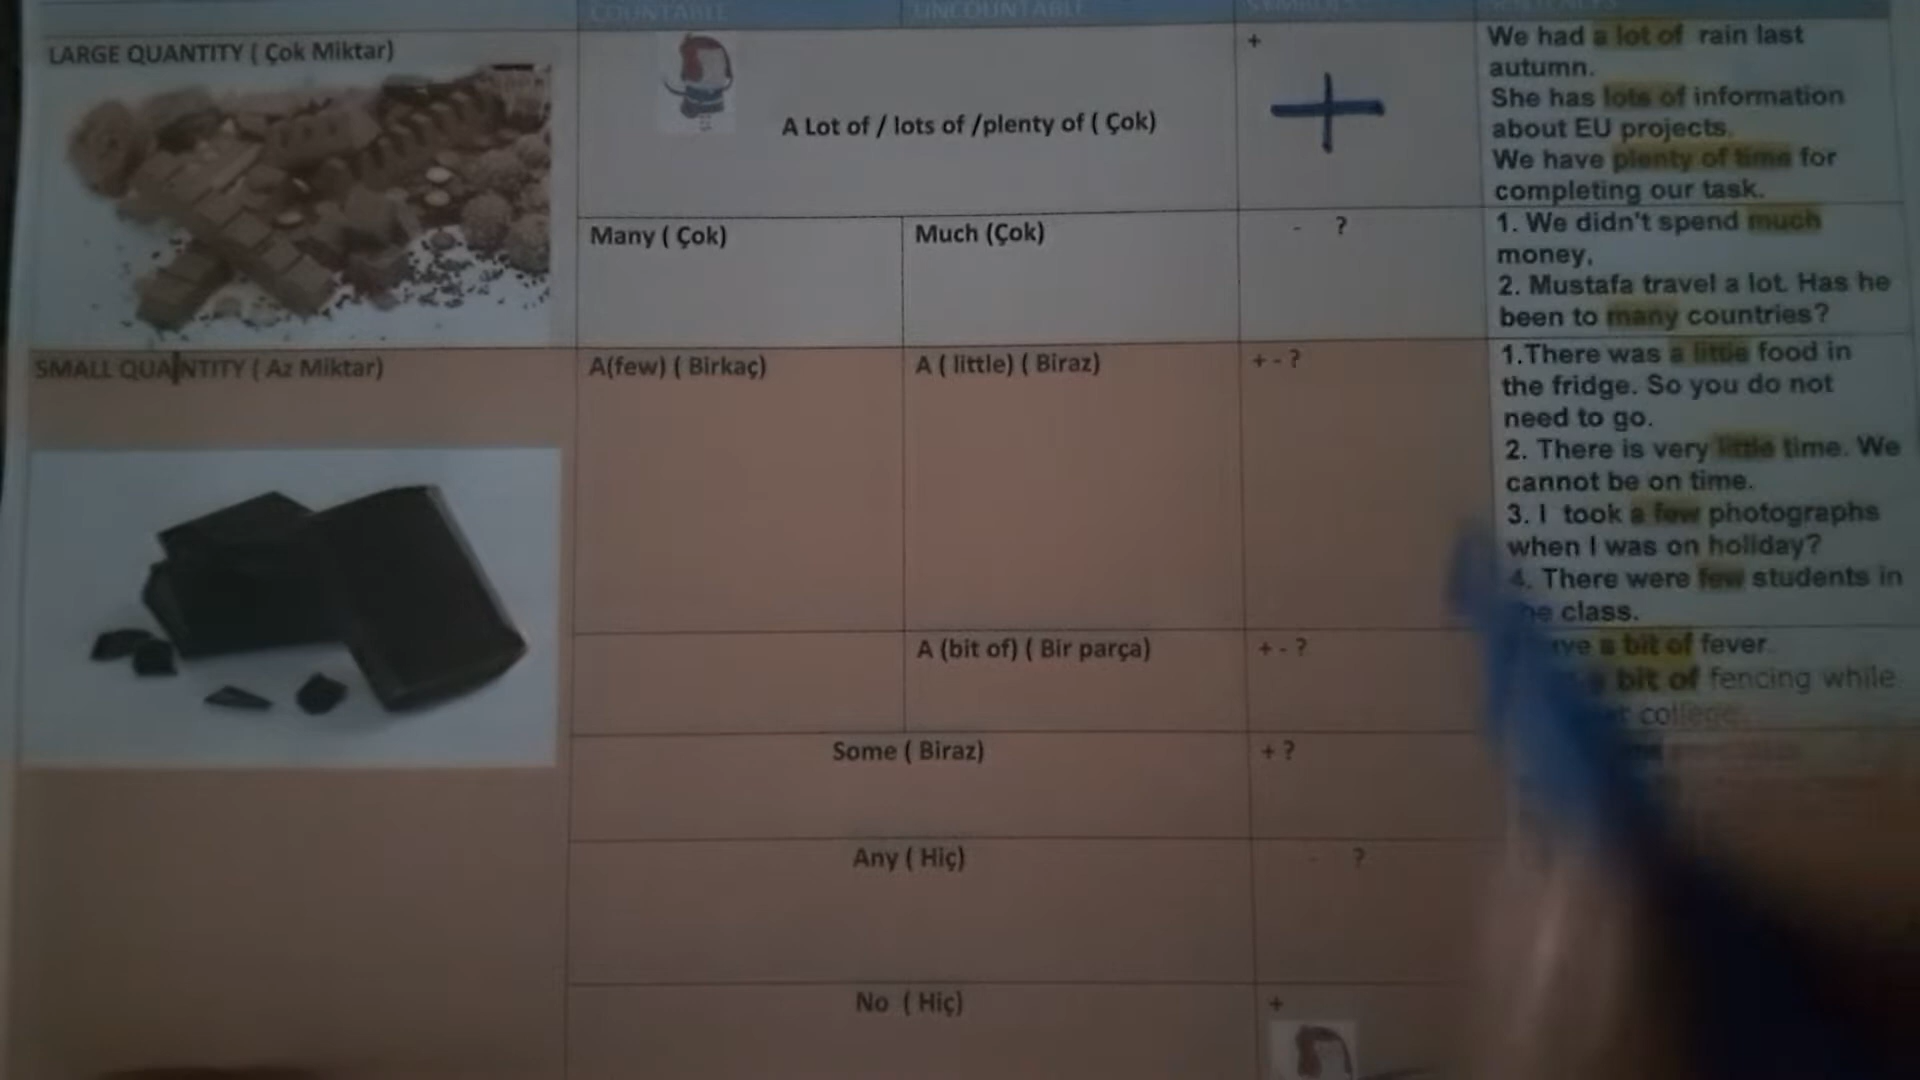 COUNTABLE
UNCOUNTABLE
LARGE QUANTITY ( Çok Miktar)
A Lot of / lots of /plenty of ( Çok)
+
We had a lot of rain last
autumn.
She has lots of information
about EU projects.
We have plenty of time for
completing our task.
Many ( Çok)
Much (Çok)
- ?
1. We didn't spend much
money,
2. Mustafa travel a lot. Has he
been to many countries?
SMALL QUANTITY ( Az Miktar)
A(few) ( Birkaç)
A ( little) ( Biraz)
+ - ?
1.There was a little food in
the fridge. So you do not
need to go.
2. There is very little time. We
cannot be on time.
3. I took a few photographs
when I was on holiday?
4. There were few students in
class.
A (bit of) ( Bir parça)
+ - ?
a bit of fever.
bit of fencing while
college.
Some ( Biraz)
+ ?
Any ( Hiç)
- ?
No ( Hiç)
+